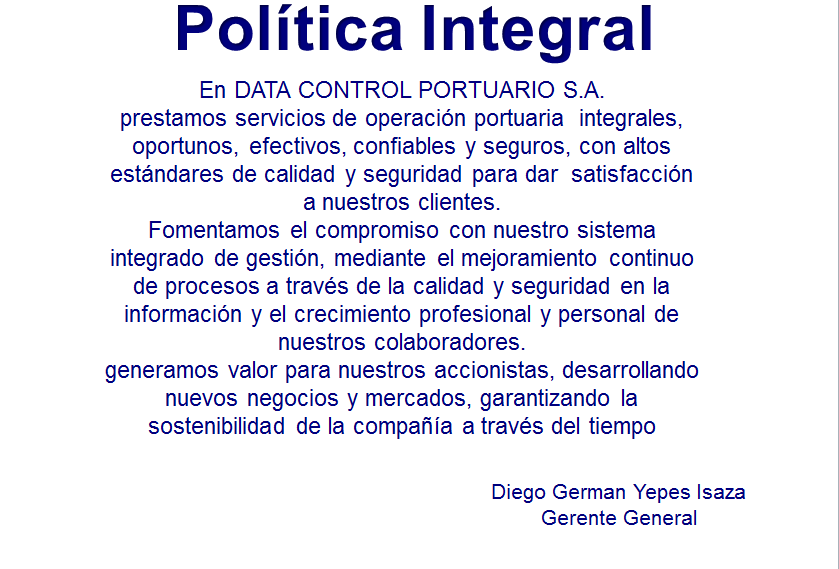 Política Integral
En DATA CONTROL PORTUARIO S.A.
prestamos servicios de operación portuaria integrales,
oportunos, efectivos, confiables y seguros, con altos
estándares de calidad y seguridad para dar satisfacción
a nuestros clientes.
Fomentamos el compromiso con nuestro sistema
integrado de gestión, mediante el mejoramiento continuo
de procesos a través de la calidad y seguridad en la
información y el crecimiento profesional y personal de
nuestros colaboradores.
generamos valor para nuestros accionistas, desarrollando
nuevos negocios y mercados, garantizando la
sostenibilidad de la compañía a través del tiempo
Diego German Yepes Isaza
Gerente General